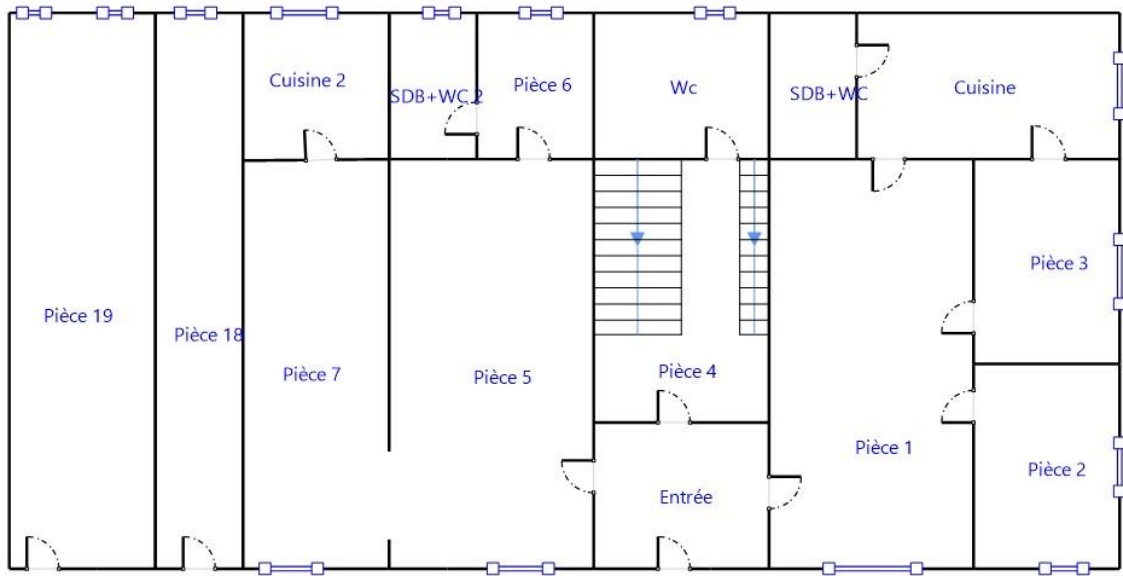 Cuisine 2
SDB+WC 2
Pièce 6
Wc
SDB+WC
Cuisine
Pièce 3
Pièce 19
Pièce 18
Pièce 7
Pièce 5
Pièce 4
Pièce 1
Pièce 2
Entrée